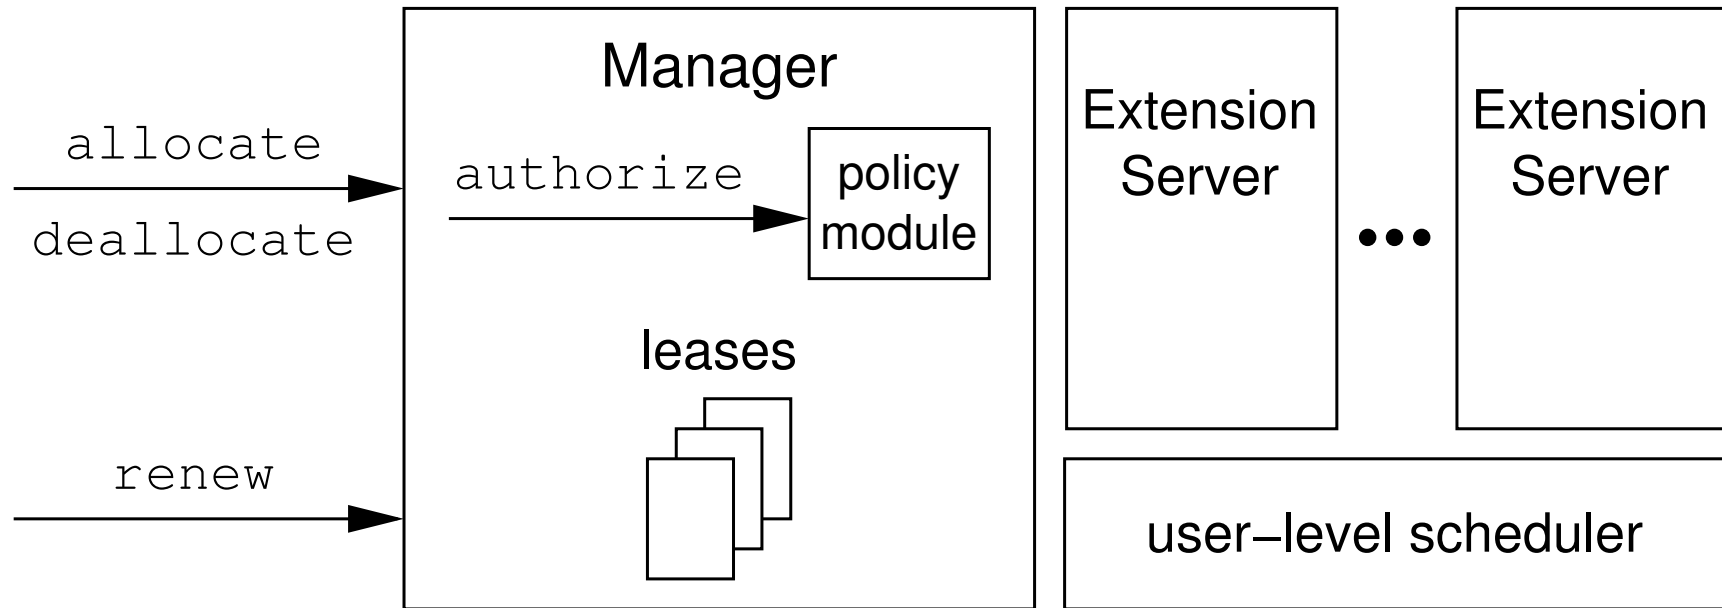 Manager
allocate
deallocate
authorize
policy
module
leases
renew
Extension
Server
•••
Extension
Server
user–level scheduler